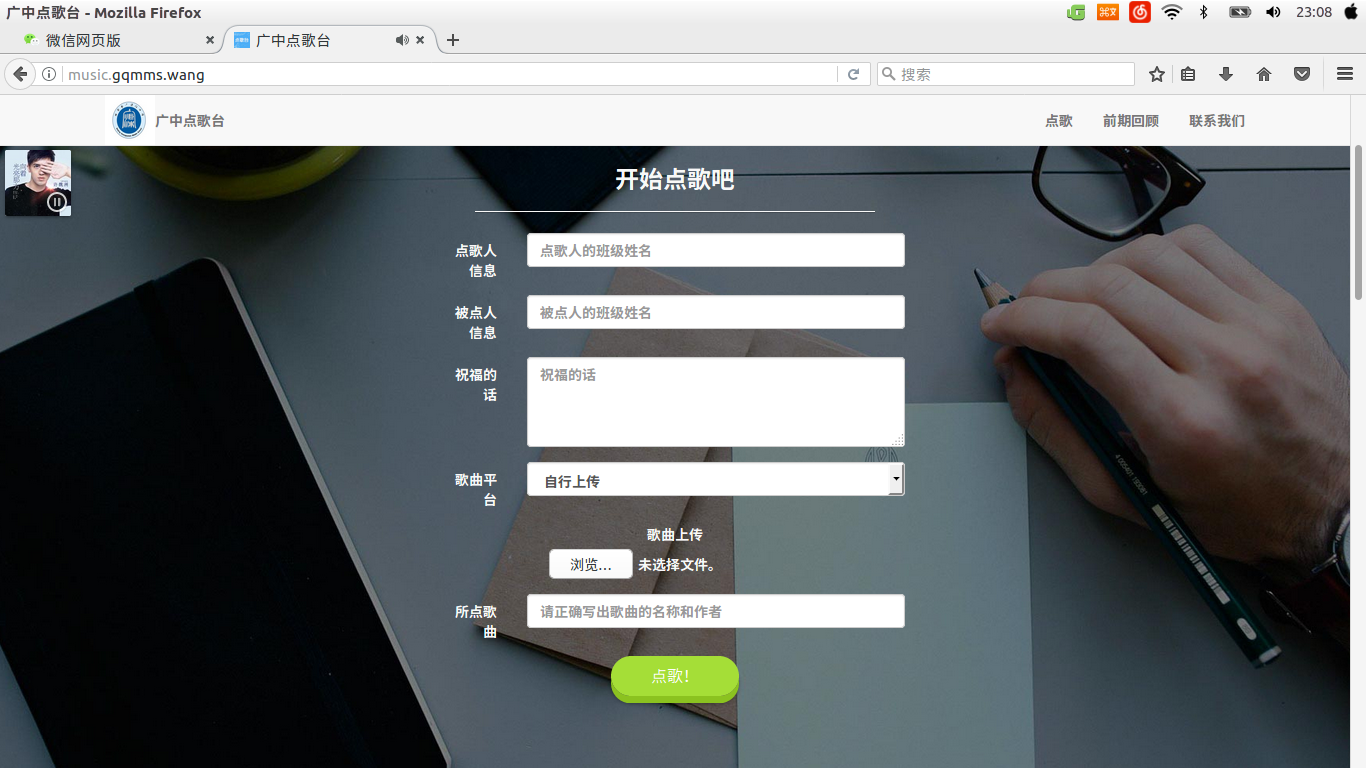 广中点歌台 - Mozilla Firefox
23:08
微信网页版
广中点歌台
music.gqmms.wang
搜索
广中点歌台
点歌
前期回顾
联系我们
开始点歌吧
点歌人
信息
点歌人的班级姓名
被点人
信息
被点人的班级姓名
祝福的
话
祝福的话
歌曲平
台
自行上传
歌曲上传
浏览...
未选择文件。
所点歌
曲
请正确写出歌曲的名称和作者
点歌!